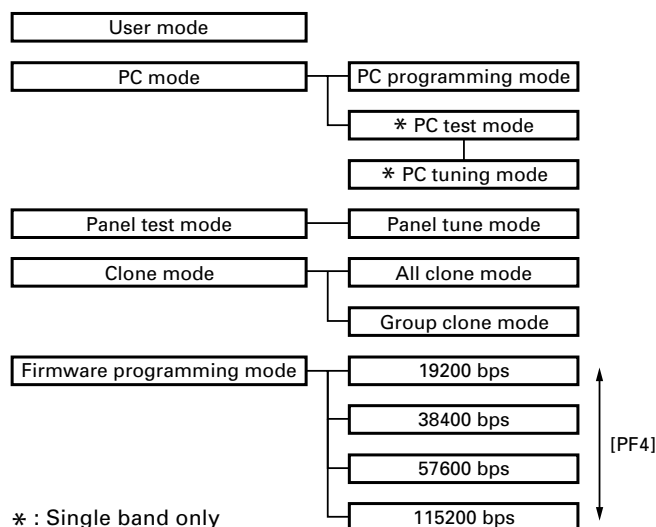 User mode
PC mode
PC programming mode
* PC test mode
* PC tuning mode
Panel test mode
Panel tune mode
Clone mode
All clone mode
Group clone mode
Firmware programming mode
19200 bps
38400 bps
57600 bps
115200 bps
[PF4]
* : Single band only